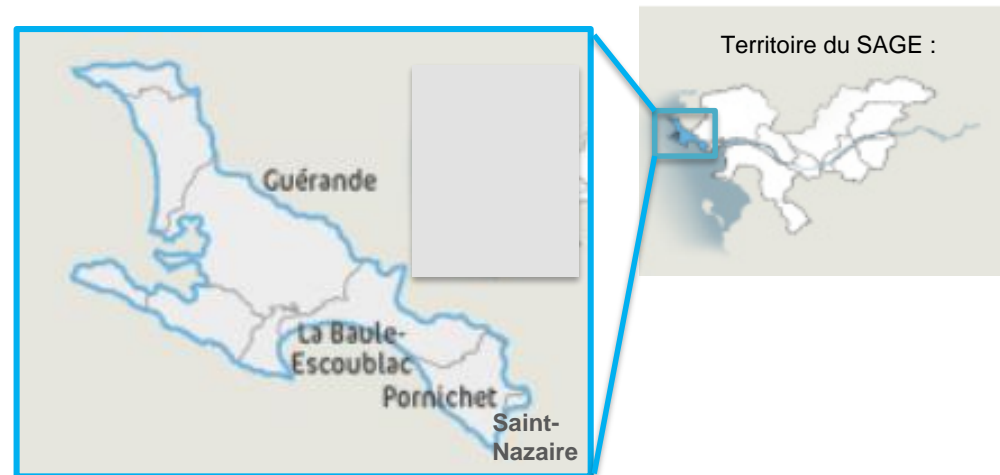 Territoire du SAGE :
Guérande
La Baule-
Escoublac
Pornichet
Saint-
Nazaire